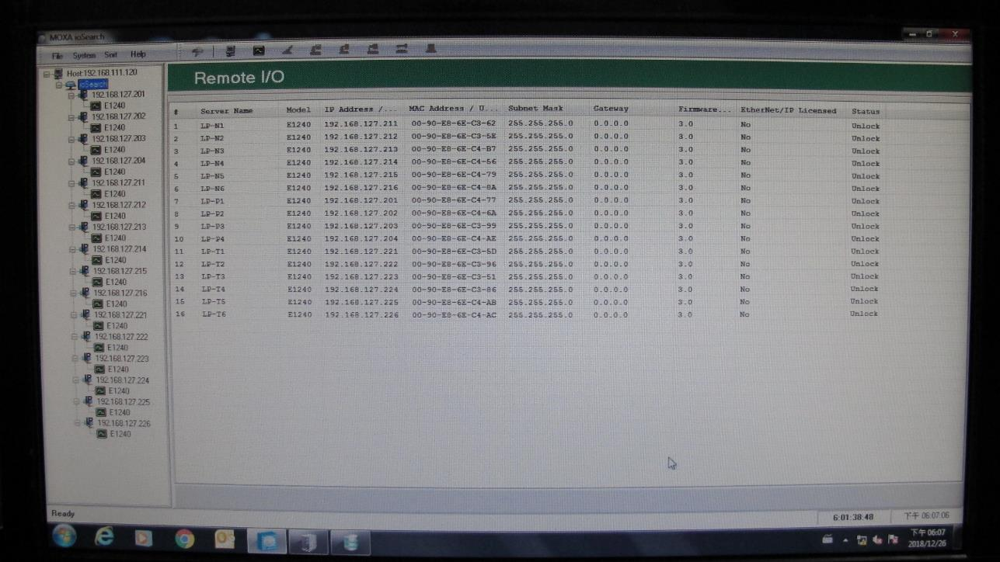 MOXA ioSearch
File System Sort Help
Host:192.168.111.120
ioSearch
192.168.127.201
E1240
192.168.127.202
E1240
192.168.127.203
E1240
192.168.127.204
E1240
192.168.127.211
E1240
192.168.127.212
E1240
192.168.127.213
E1240
192.168.127.214
E1240
192.168.127.215
E1240
192.168.127.216
E1240
192.168.127.221
E1240
192.168.127.222
E1240
192.168.127.223
E1240
192.168.127.224
E1240
192.168.127.225
E1240
192.168.127.226
E1240
Remote I/O
# Server Name Model IP Address /... MAC Address / U... Subnet Mask Gateway Firmware... EtherNet/IP Licensed Status
1 LP-N1 E1240 192.168.127.211 00-90-E8-6E-C3-62 255.255.255.0 0.0.0.0 3.0 No Unlock
2 LP-N2 E1240 192.168.127.212 00-90-E8-6E-C3-5E 255.255.255.0 0.0.0.0 3.0 No Unlock
3 LP-N3 E1240 192.168.127.213 00-90-E8-6E-C4-B7 255.255.255.0 0.0.0.0 3.0 No Unlock
4 LP-N4 E1240 192.168.127.214 00-90-E8-6E-C4-56 255.255.255.0 0.0.0.0 3.0 No Unlock
5 LP-N5 E1240 192.168.127.215 00-90-E8-6E-C4-79 255.255.255.0 0.0.0.0 3.0 No Unlock
6 LP-N6 E1240 192.168.127.216 00-90-E8-6E-C4-8A 255.255.255.0 0.0.0.0 3.0 No Unlock
7 LP-P1 E1240 192.168.127.201 00-90-E8-6E-C4-77 255.255.255.0 0.0.0.0 3.0 No Unlock
8 LP-P2 E1240 192.168.127.202 00-90-E8-6E-C4-6A 255.255.255.0 0.0.0.0 3.0 No Unlock
9 LP-P3 E1240 192.168.127.203 00-90-E8-6E-C3-99 255.255.255.0 0.0.0.0 3.0 No Unlock
10 LP-P4 E1240 192.168.127.204 00-90-E8-6E-C4-AE 255.255.255.0 0.0.0.0 3.0 No Unlock
11 LP-T1 E1240 192.168.127.221 00-90-E8-6E-C3-5D 255.255.255.0 0.0.0.0 3.0 No Unlock
12 LP-T2 E1240 192.168.127.222 00-90-E8-6E-C3-96 255.255.255.0 0.0.0.0 3.0 No Unlock
13 LP-T3 E1240 192.168.127.223 00-90-E8-6E-C3-51 255.255.255.0 0.0.0.0 3.0 No Unlock
14 LP-T4 E1240 192.168.127.224 00-90-E8-6E-C3-86 255.255.255.0 0.0.0.0 3.0 No Unlock
15 LP-T5 E1240 192.168.127.225 00-90-E8-6E-C4-AB 255.255.255.0 0.0.0.0 3.0 No Unlock
16 LP-T6 E1240 192.168.127.226 00-90-E8-6E-C4-AC 255.255.255.0 0.0.0.0 3.0 No Unlock
Ready
6:01:38:48 下午 06:07:06
下午 06:07
2018/12/26